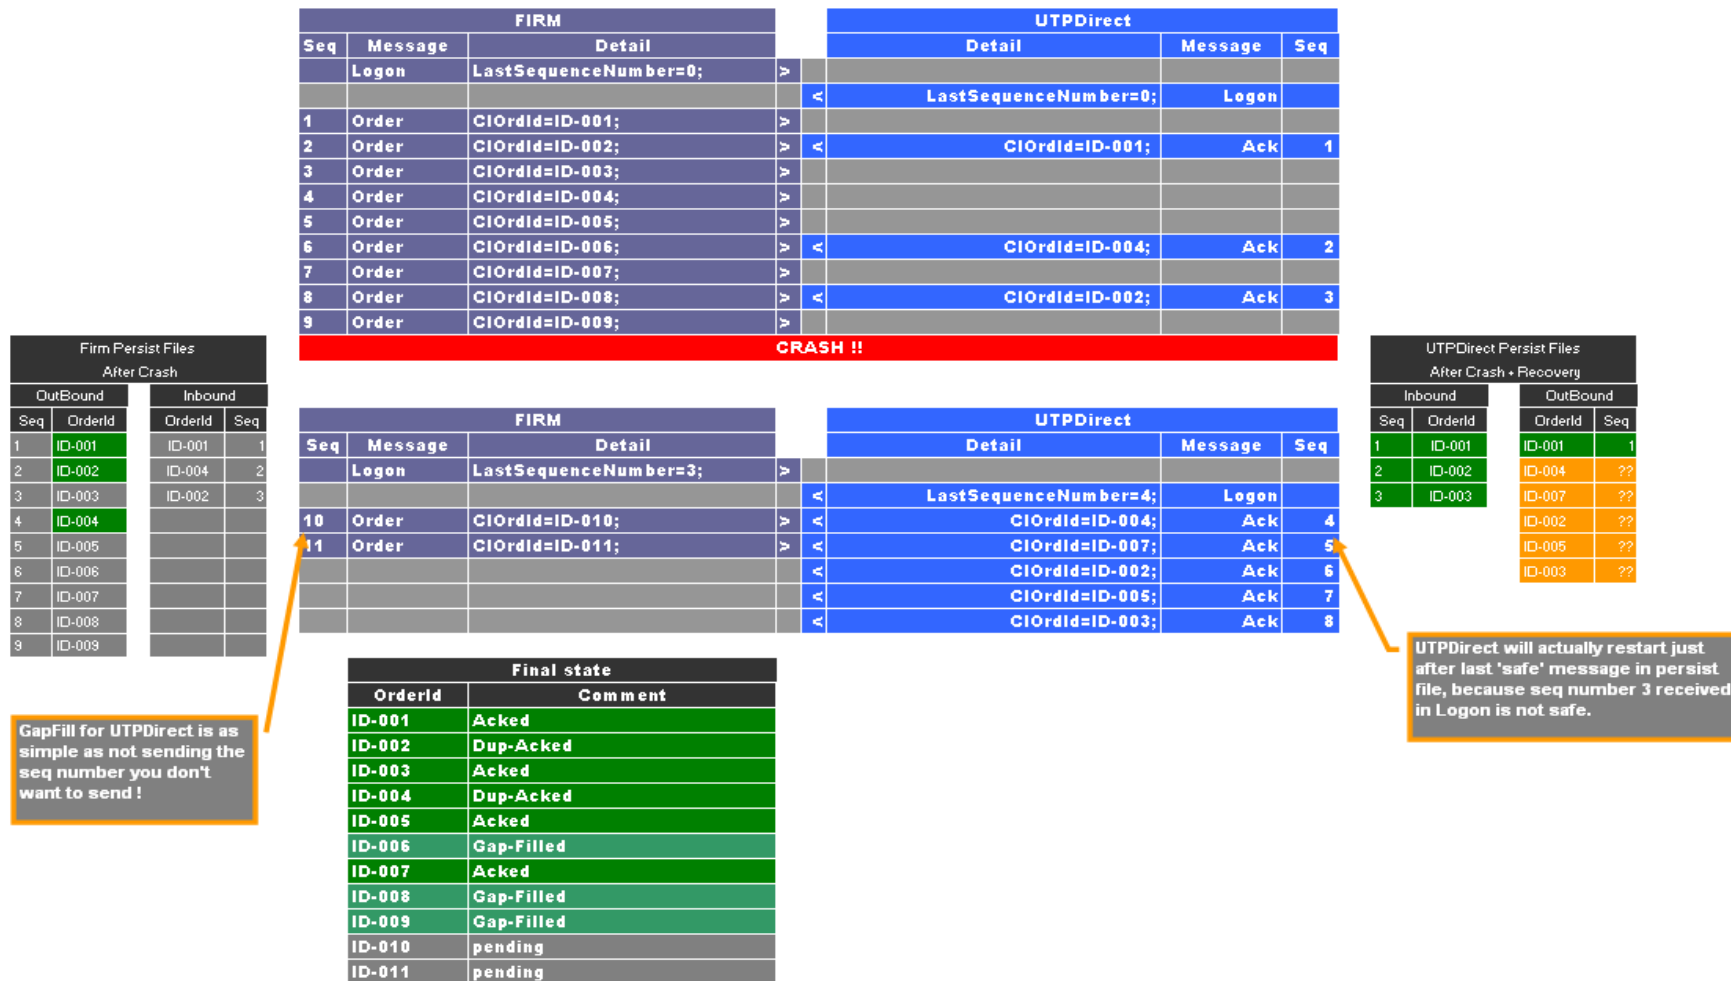 FIRM UTPDirect
Seq Message Detail Detail Message Seq
Logon LastSequenceNumber=0; >
< LastSequenceNumber=0; Logon
1 Order ClOrdId=ID-001; >
2 Order ClOrdId=ID-002; > < ClOrdId=ID-001; Ack 1
3 Order ClOrdId=ID-003; >
4 Order ClOrdId=ID-004; >
5 Order ClOrdId=ID-005; >
6 Order ClOrdId=ID-006; > < ClOrdId=ID-004; Ack 2
7 Order ClOrdId=ID-007; >
8 Order ClOrdId=ID-008; > < ClOrdId=ID-002; Ack 3
9 Order ClOrdId=ID-009; >
CRASH !!
Firm Persist Files
After Crash
OutBound Inbound
Seq OrderId OrderId Seq
1 ID-001 ID-001 1
2 ID-002 ID-004 2
3 ID-003 ID-002 3
4 ID-004
5 ID-005
6 ID-006
7 ID-007
8 ID-008
9 ID-009
FIRM UTPDirect
Seq Message Detail Detail Message Seq
Logon LastSequenceNumber=3; >
< LastSequenceNumber=4; Logon
10 Order ClOrdId=ID-010; > < ClOrdId=ID-004; Ack 4
11 Order ClOrdId=ID-011; > < ClOrdId=ID-007; Ack 5
< ClOrdId=ID-002; Ack 6
< ClOrdId=ID-005; Ack 7
< ClOrdId=ID-003; Ack 8
UTPDirect Persist Files
After Crash + Recovery
Inbound OutBound
Seq OrderId OrderId Seq
1 ID-001 ID-001 1
2 ID-002 ID-004 ??
3 ID-003 ID-007 ??
ID-002 ??
ID-005 ??
ID-003 ??
GapFill for UTPDirect is as
simple as not sending the
seq number you don't
want to send !
Final state
OrderId Comment
ID-001 Acked
ID-002 Dup-Acked
ID-003 Acked
ID-004 Dup-Acked
ID-005 Acked
ID-006 Gap-Filled
ID-007 Acked
ID-008 Gap-Filled
ID-009 Gap-Filled
ID-010 pending
ID-011 pending
UTPDirect will actually restart just
after last 'safe' message in persist
file, because seq number 3 received
in Logon is not safe.